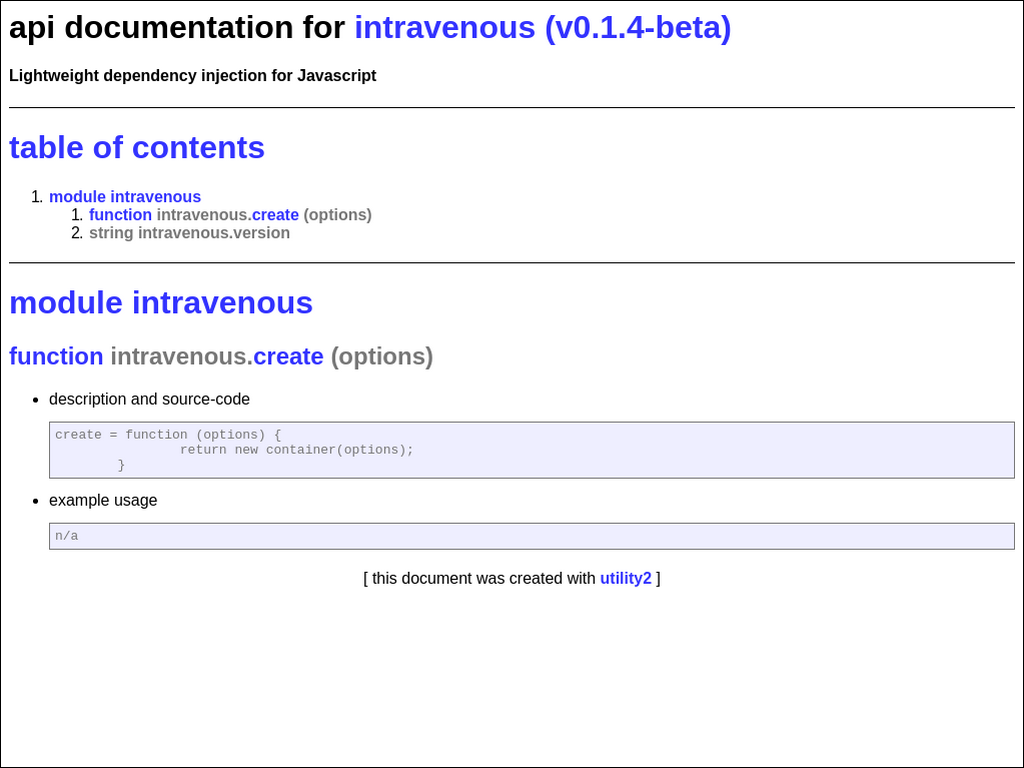 api documentation for intravenous (v0.1.4-beta)
Lightweight dependency injection for Javascript
table of contents
1. module intravenous
1. function intravenous.create (options)
2. string intravenous.version
module intravenous
function intravenous.create (options)
• description and source-code
create = function (options) {
return new container(options);
}
• example usage
n/a
[ this document was created with utility2 ]